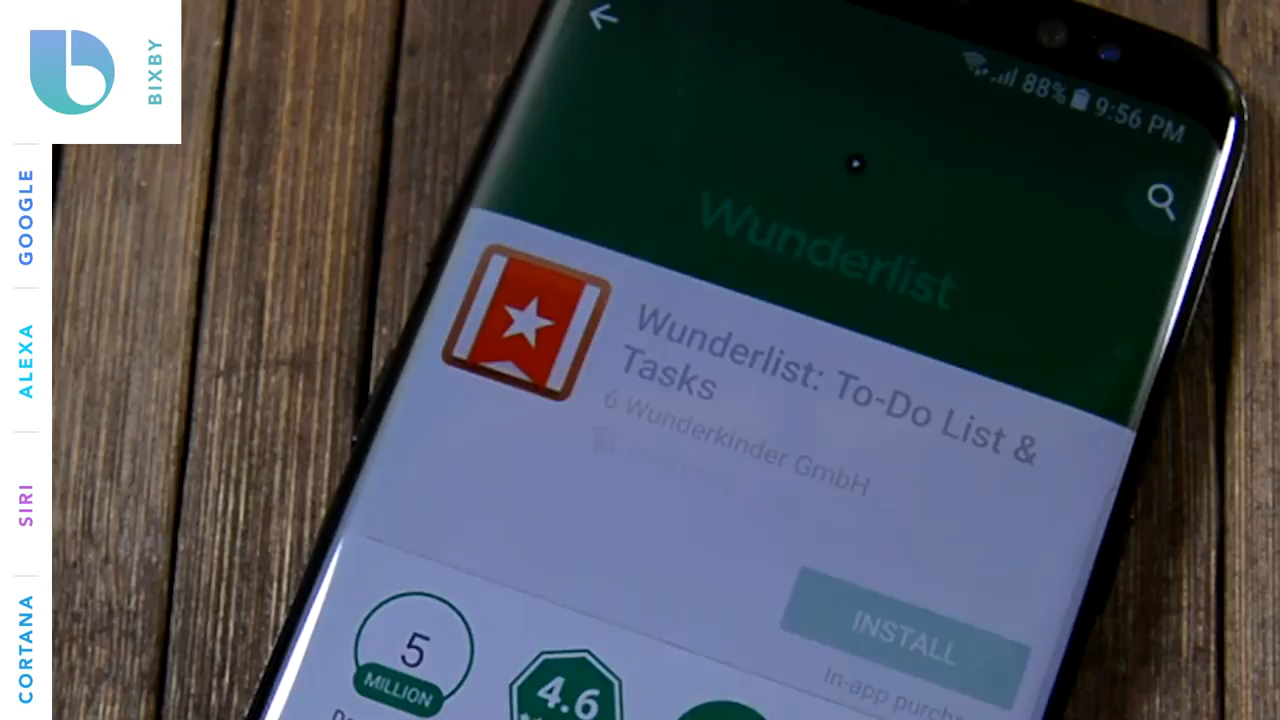 BIXBY
GOOGLE
ALEXA
SIRI
CORTANA
88% 9:56 PM
Wunderlist
Wunderlist: To-Do List &
Tasks
6 Wunderkinder GmbH
INSTALL
In-app
5
MILLION
4.6